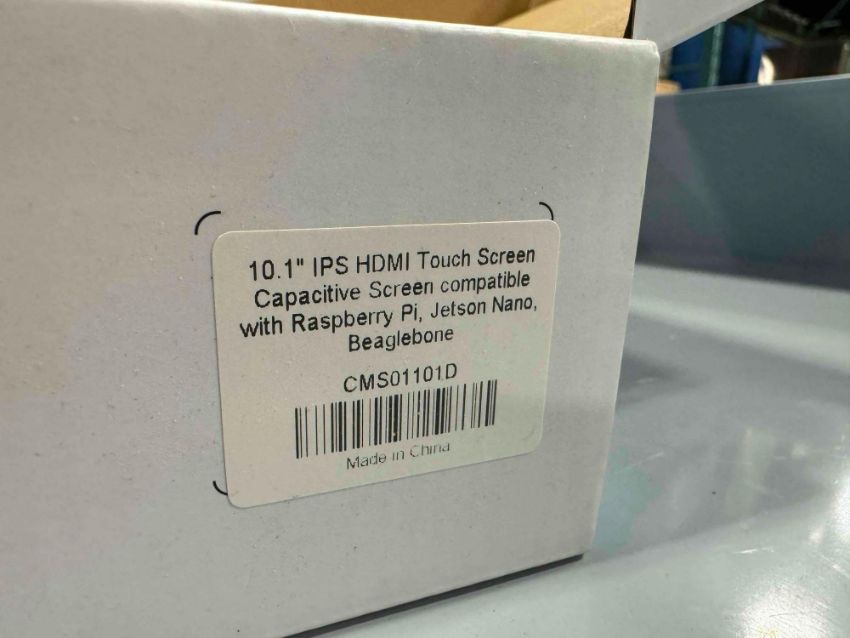 10.1" IPS HDMI Touch Screen
Capacitive Screen compatible
with Raspberry Pi, Jetson Nano,
Beaglebone
CMS01101D
Made in China